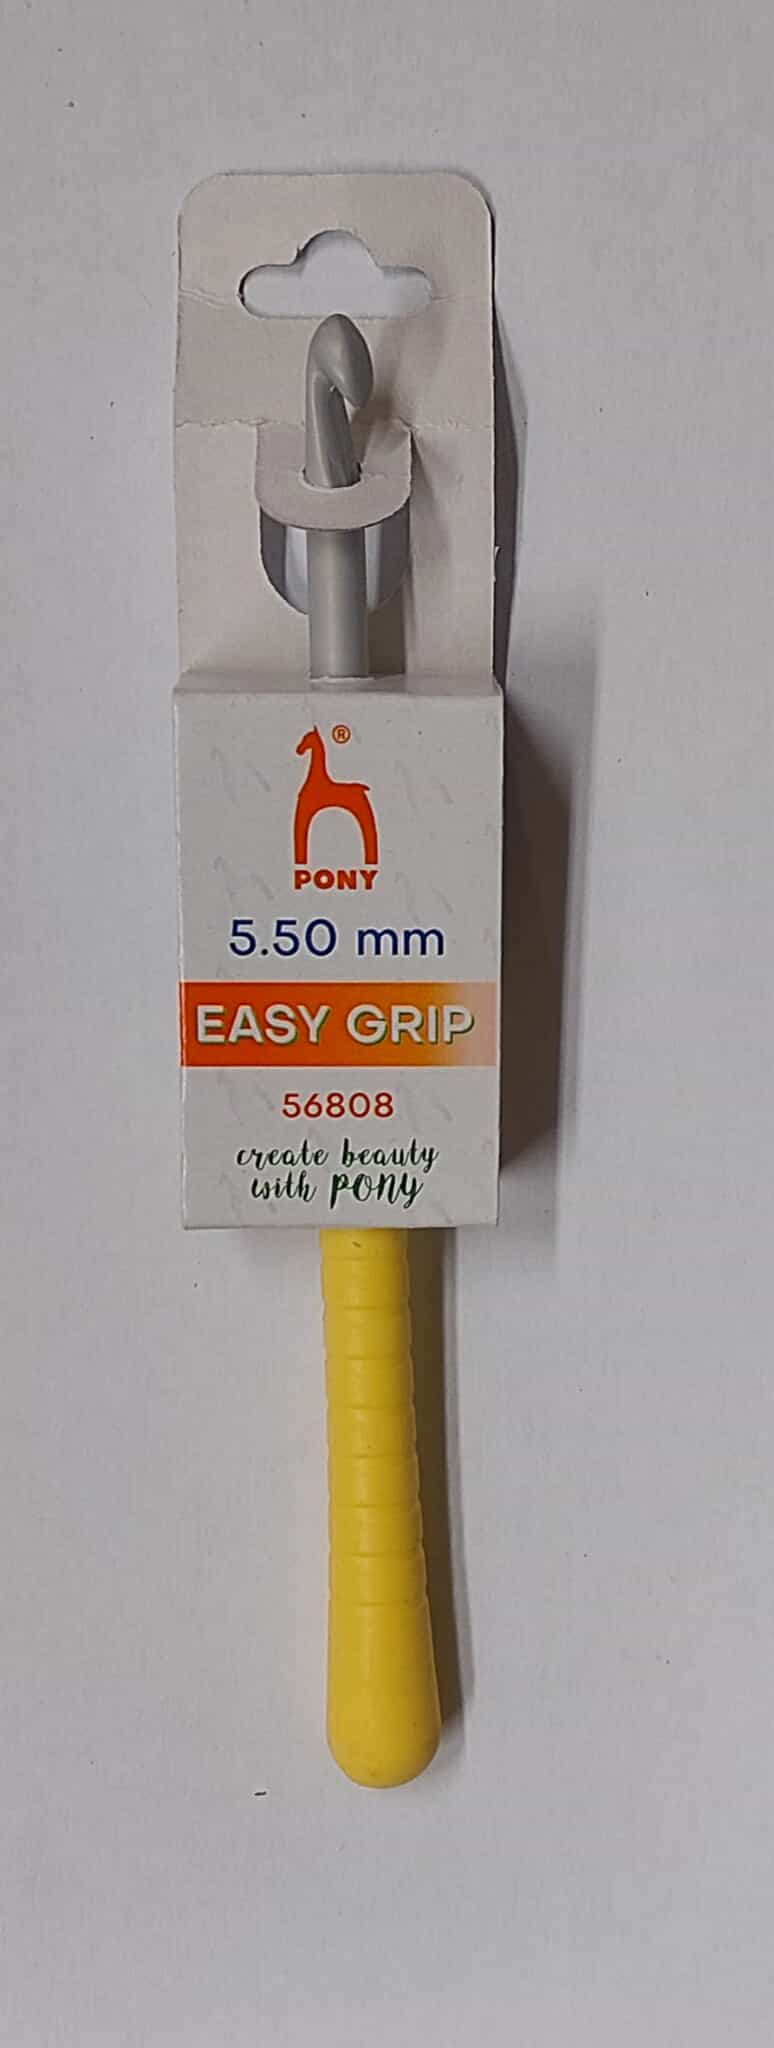 ®
PONY
5.50 mm
EASY GRIP
56808
create beauty
with PONY